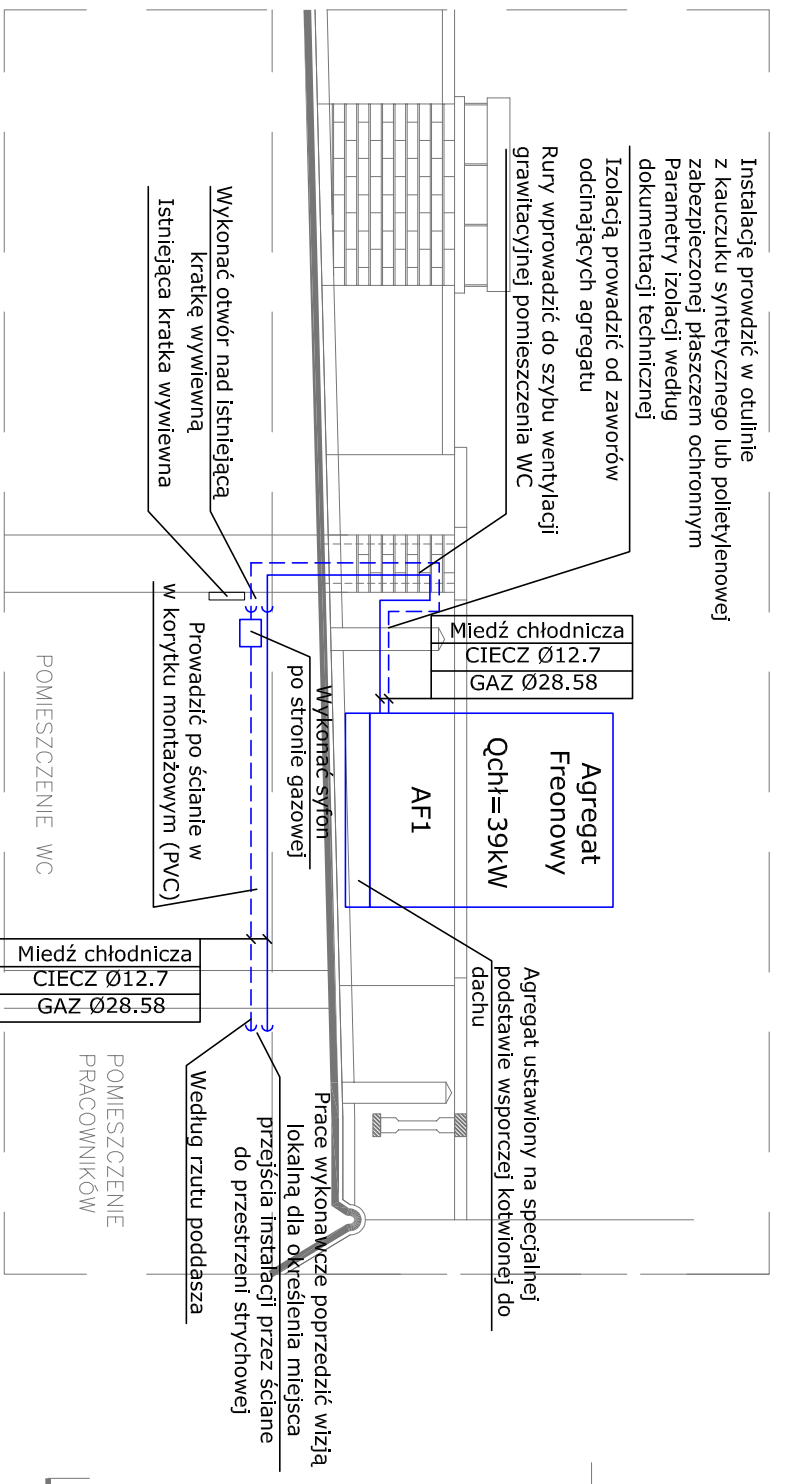 Instalację prowdzić w otulinie
z kauczuku syntetycznego lub polietylenowej
zabezpieczonej płaszczem ochronnym
Parametry izolacji według
dokumentacji technicznej
Izolacją prowadzić od zaworów
odcinających agregatu
Rury wprowadzić do szybu wentylacji
grawitacyjnej pomieszczenia WC
Wykonać otwór nad istniejącą
kratkę wywiewną
Istniejąca kratka wywiewna
Miedź chłodnicza
CIECZ Ø12.7
GAZ Ø28.58
Agregat
Freonowy
Qchł=39kW
AF1
Wykonać syfon
po stronie gazowej
Prowadzić po ścianie w
w korytku montażowym (PVC)
POMIESZCZENIE WC
Miedź chłodnicza
CIECZ Ø12.7
GAZ Ø28.58
Agregat ustawiony na specjalnej
podstawie wsporczej kotwionej do
dachu
Prace wykonawcze poprzedzić wizją
lokalną dla określenia miejsca
przejścia instalacji przez ściane
do przestrzeni strychowej
Według rzutu poddasza
POMIESZCZENIE
PRACOWNIKÓW